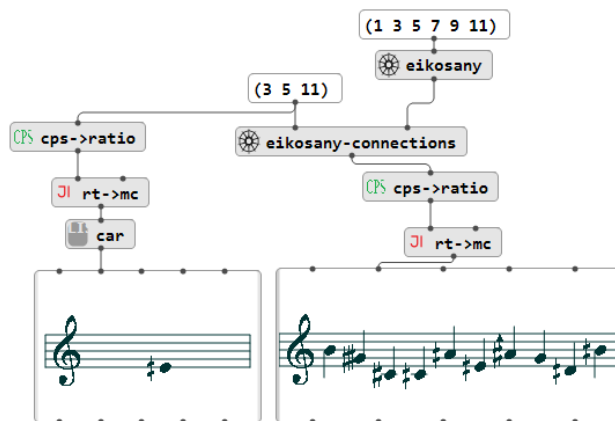 (1 3 5 7 9 11)
eikosany
(3 5 11)
CPS cps->ratio
eikosany-connections
JI rt->mc
CPS cps->ratio
car
JI rt->mc